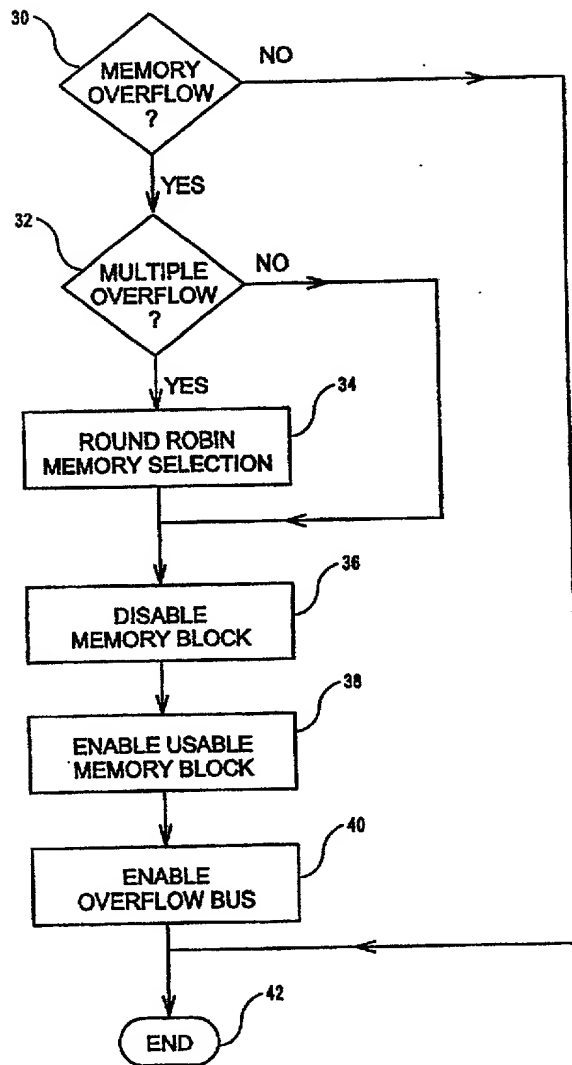 30
MEMORY
OVERFLOW
?
NO
YES
32
MULTIPLE
OVERFLOW
?
NO
YES
34
ROUND ROBIN
MEMORY SELECTION
36
DISABLE
MEMORY BLOCK
38
ENABLE USABLE
MEMORY BLOCK
40
ENABLE
OVERFLOW BUS
42
END